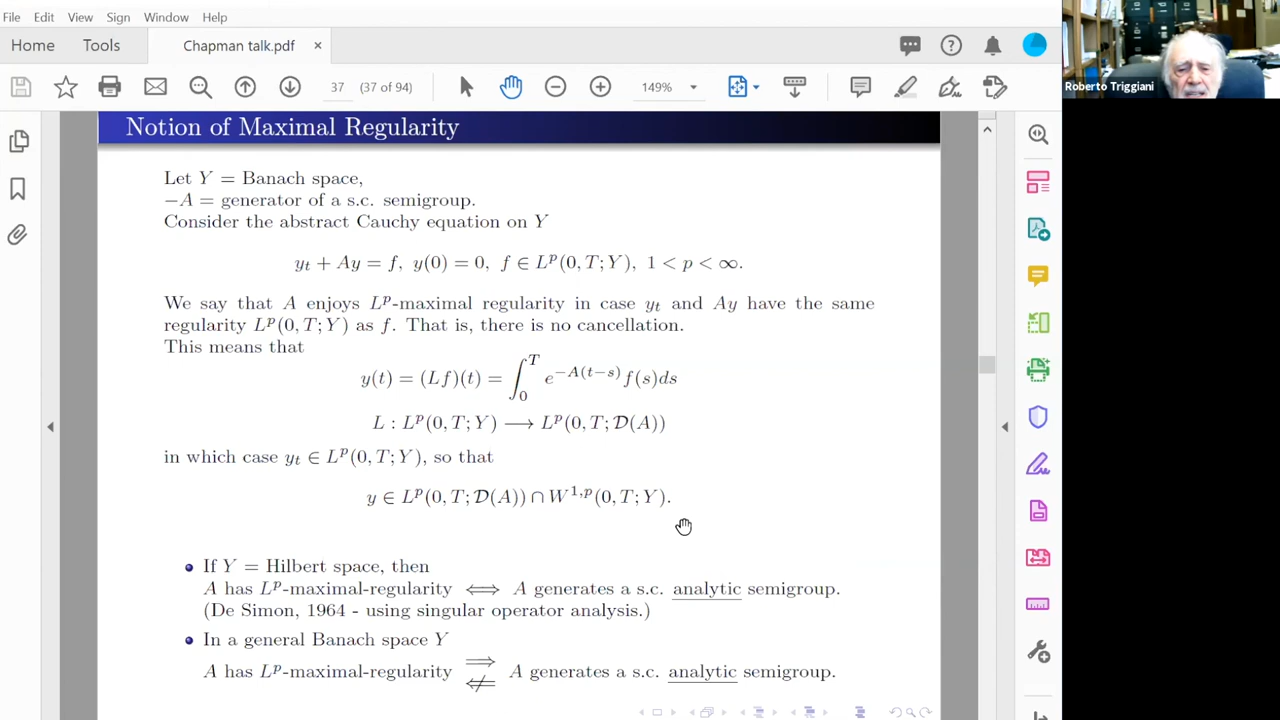 File Edit View Sign Window Help
Home Tools Chapman talk.pdf ×
37 (37 of 94) 149%
Roberto Triggiani
Notion of Maximal Regularity
Let Y = Banach space,
−A = generator of a s.c. semigroup.
Consider the abstract Cauchy equation on Y
y_t + Ay = f, y(0) = 0, f ∈ L^p(0, T; Y), 1 < p < ∞.
We say that A enjoys L^p-maximal regularity in case y_t and Ay have the same
regularity L^p(0, T; Y) as f. That is, there is no cancellation.
This means that
y(t) = (Lf)(t) = ∫_0^T e^{−A(t−s)} f(s)ds
L : L^p(0, T; Y) ⟶ L^p(0, T; 𝒟(A))
in which case y_t ∈ L^p(0, T; Y), so that
y ∈ L^p(0, T; 𝒟(A)) ∩ W^{1,p}(0, T; Y).
If Y = Hilbert space, then
A has L^p-maximal-regularity ⟺ A generates a s.c. analytic semigroup.
(De Simon, 1964 - using singular operator analysis.)
In a general Banach space Y
A has L^p-maximal-regularity ⟹ ⟸̸ A generates a s.c. analytic semigroup.